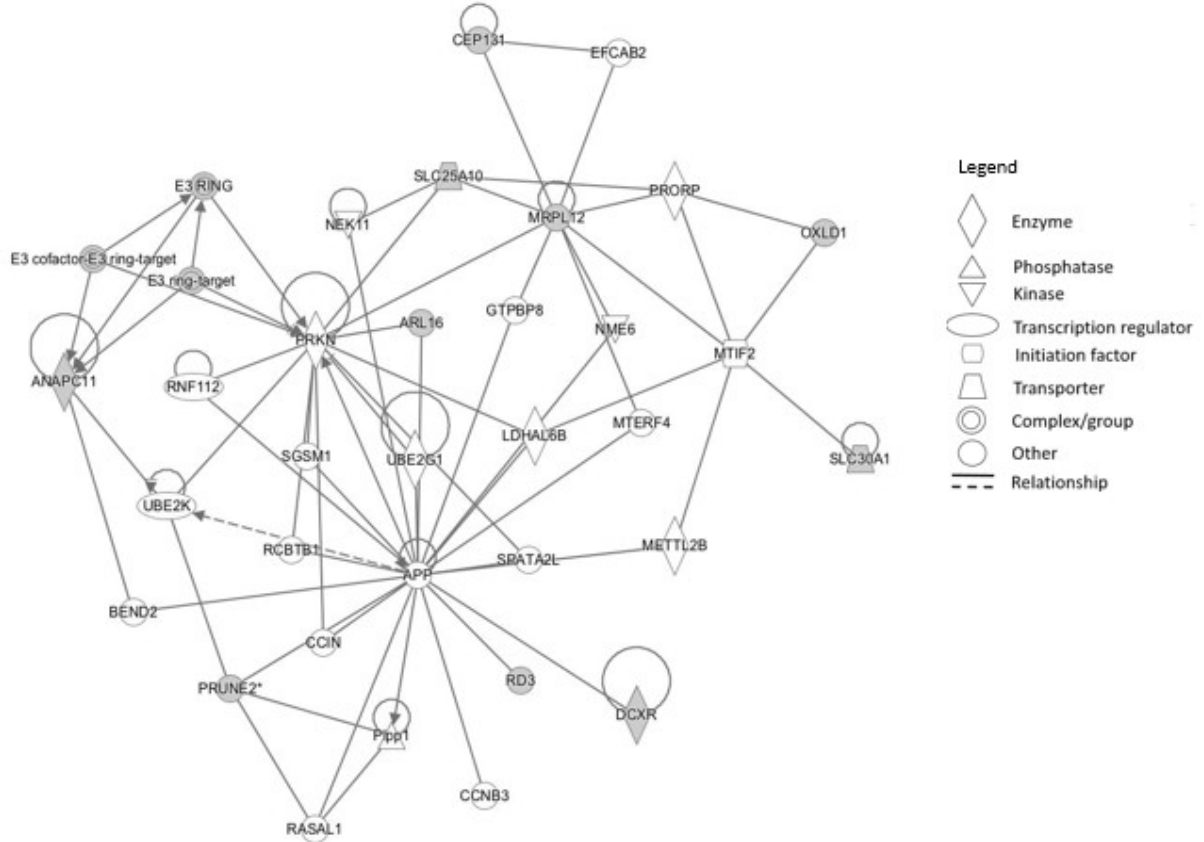 CEP131
EFCAB2
E3 RING
SLC25A10
PRORP
NEK11
MRPL12
OXLD1
E3 cofactor-E3 ring-target
E3 ring-target
GTPBP8
ARL16
NME6
PRKN
MTIF2
ANAPC11
RNF112
SGSM1
UBE2G1
LDHAL6B
MTERF4
SLC30A1
UBE2K
RCBTB1
SPATA2L
METTL2B
APP
BEND2
CCIN
PRUNE2*
RD3
DCXR
Plpp1
CCNB3
RASAL1
Legend
Enzyme
Phosphatase
Kinase
Transcription regulator
Initiation factor
Transporter
Complex/group
Other
Relationship